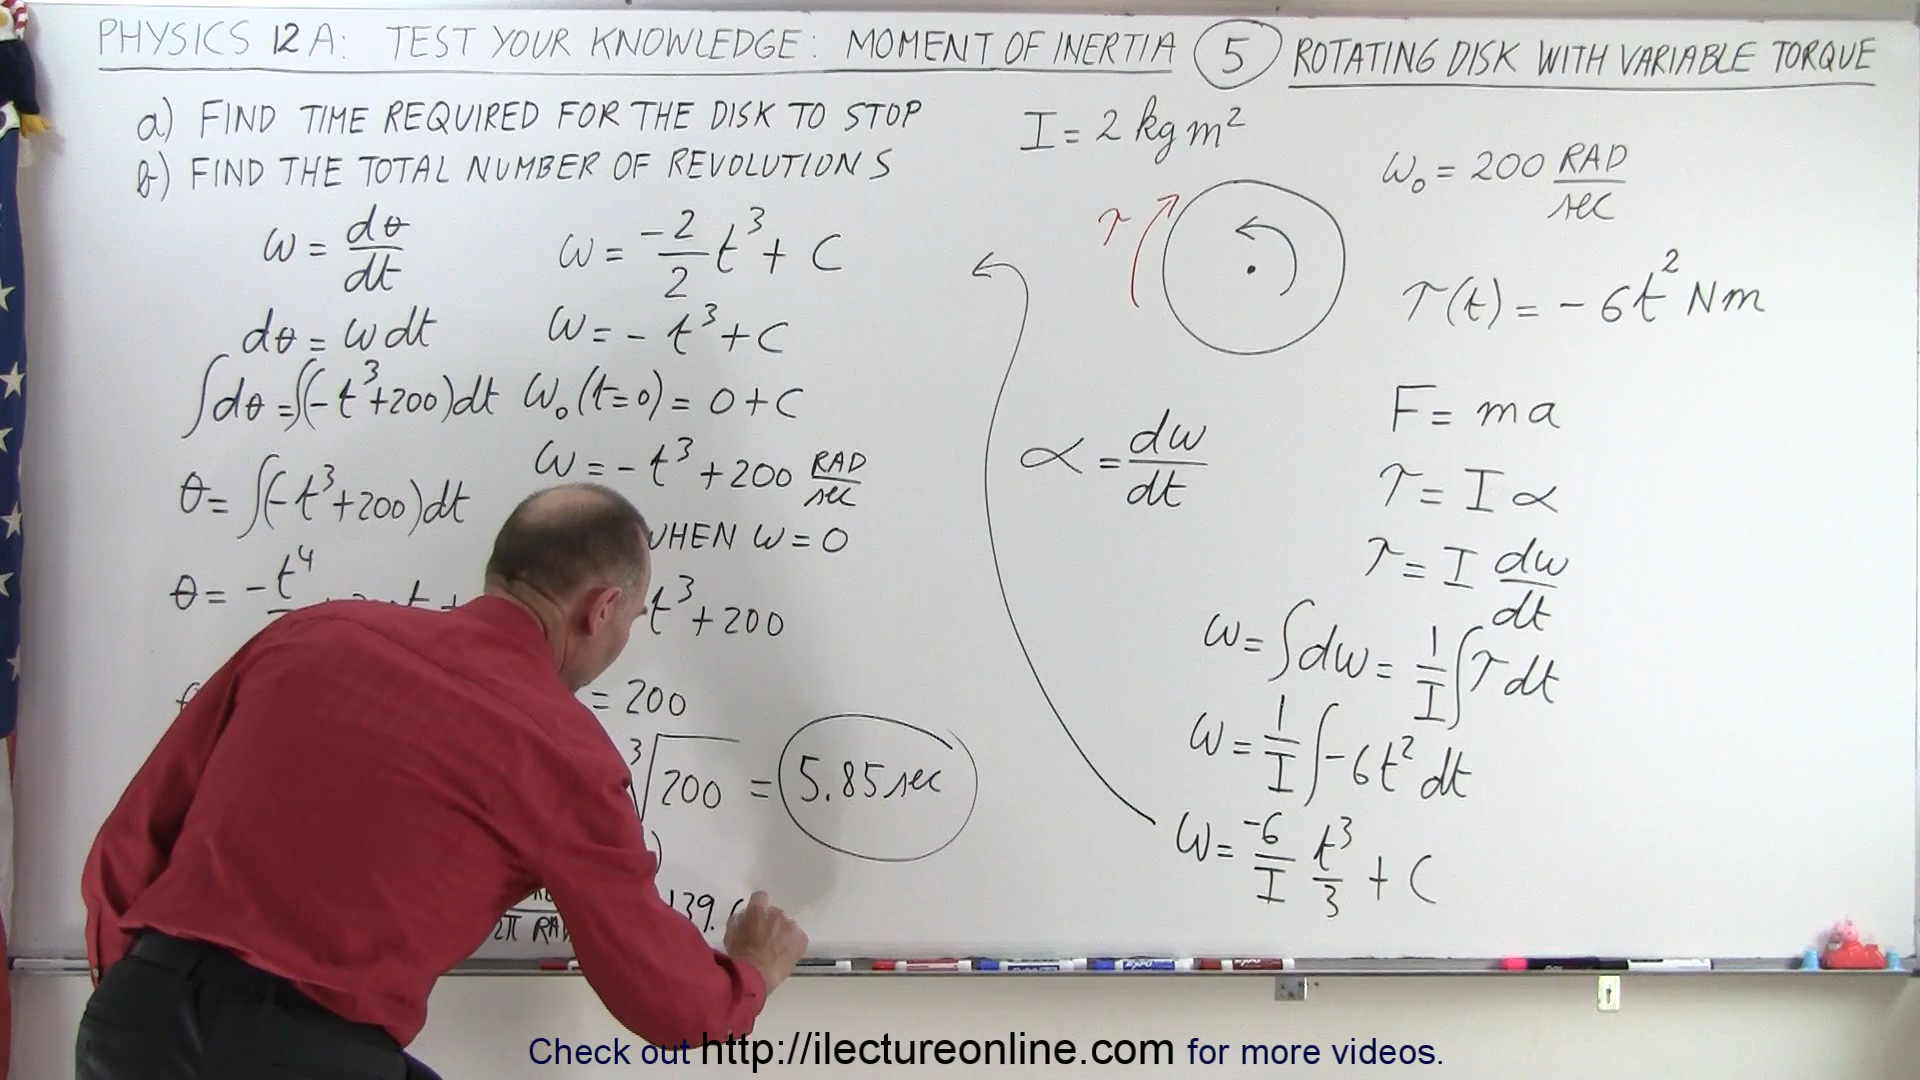 PHYSICS 12A: TEST YOUR KNOWLEDGE: MOMENT OF INERTIA 5 ROTATING DISK WITH VARIABLE TORQUE
a) FIND TIME REQUIRED FOR THE DISK TO STOP
b) FIND THE TOTAL NUMBER OF REVOLUTIONS
ω = dθ/dt
dθ = ω dt
∫dθ = ∫(-t³+200)dt
θ = ∫(-t³+200)dt
θ = -t⁴
ω = -2/2 t³ + C
ω = -t³ + C
ω₀(t=0) = 0 + C
ω = -t³ + 200 RAD/sec
WHEN ω = 0
t³ + 200
= 200
³√200 = 5.85 sec
2π RAD
139.
I = 2 kg m²
ω₀ = 200 RAD/sec
τ
τ(t) = -6t² Nm
α = dω/dt
F = ma
τ = I α
τ = I dω/dt
ω = ∫dω = 1/I ∫τ dt
ω = 1/I ∫-6t² dt
ω = -6/I t³/3 + C
Check out http://ilectureonline.com for more videos.